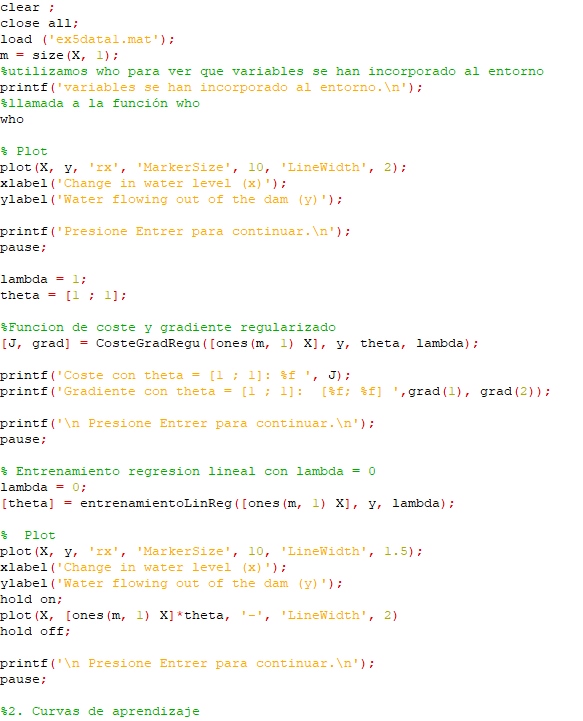 clear ;
close all;
load ('ex5data1.mat');
m = size(X, 1);
%utilizamos who para ver que variables se han incorporado al entorno
printf('variables se han incorporado al entorno.\n');
%llamada a la función who
who
% Plot
plot(X, y, 'rx', 'MarkerSize', 10, 'LineWidth', 2);
xlabel('Change in water level (x)');
ylabel('Water flowing out of the dam (y)');
printf('Presione Entrer para continuar.\n');
pause;
lambda = 1;
theta = [1 ; 1];
%Funcion de coste y gradiente regularizado
[J, grad] = CosteGradRegu([ones(m, 1) X], y, theta, lambda);
printf('Coste con theta = [1 ; 1]: %f ', J);
printf('Gradiente con theta = [1 ; 1]:  [%f; %f] ',grad(1), grad(2));
printf('\n Presione Entrer para continuar.\n');
pause;
% Entrenamiento regresion lineal con lambda = 0
lambda = 0;
[theta] = entrenamientoLinReg([ones(m, 1) X], y, lambda);
%  Plot
plot(X, y, 'rx', 'MarkerSize', 10, 'LineWidth', 1.5);
xlabel('Change in water level (x)');
ylabel('Water flowing out of the dam (y)');
hold on;
plot(X, [ones(m, 1) X]*theta, '-', 'LineWidth', 2)
hold off;
printf('\n Presione Entrer para continuar.\n');
pause;
%2. Curvas de aprendizaje